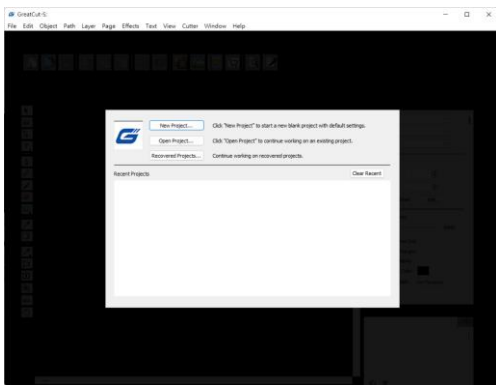 GreatCut-S:
File Edit Object Path Layer Page Effects Text View Cutter Window Help
New Project... Click "New Project" to start a new blank project with default settings.
Open Project... Click "Open Project" to continue working on an existing project.
Recovered Projects... Continue working on recovered projects.
Recent Projects Clear Recent